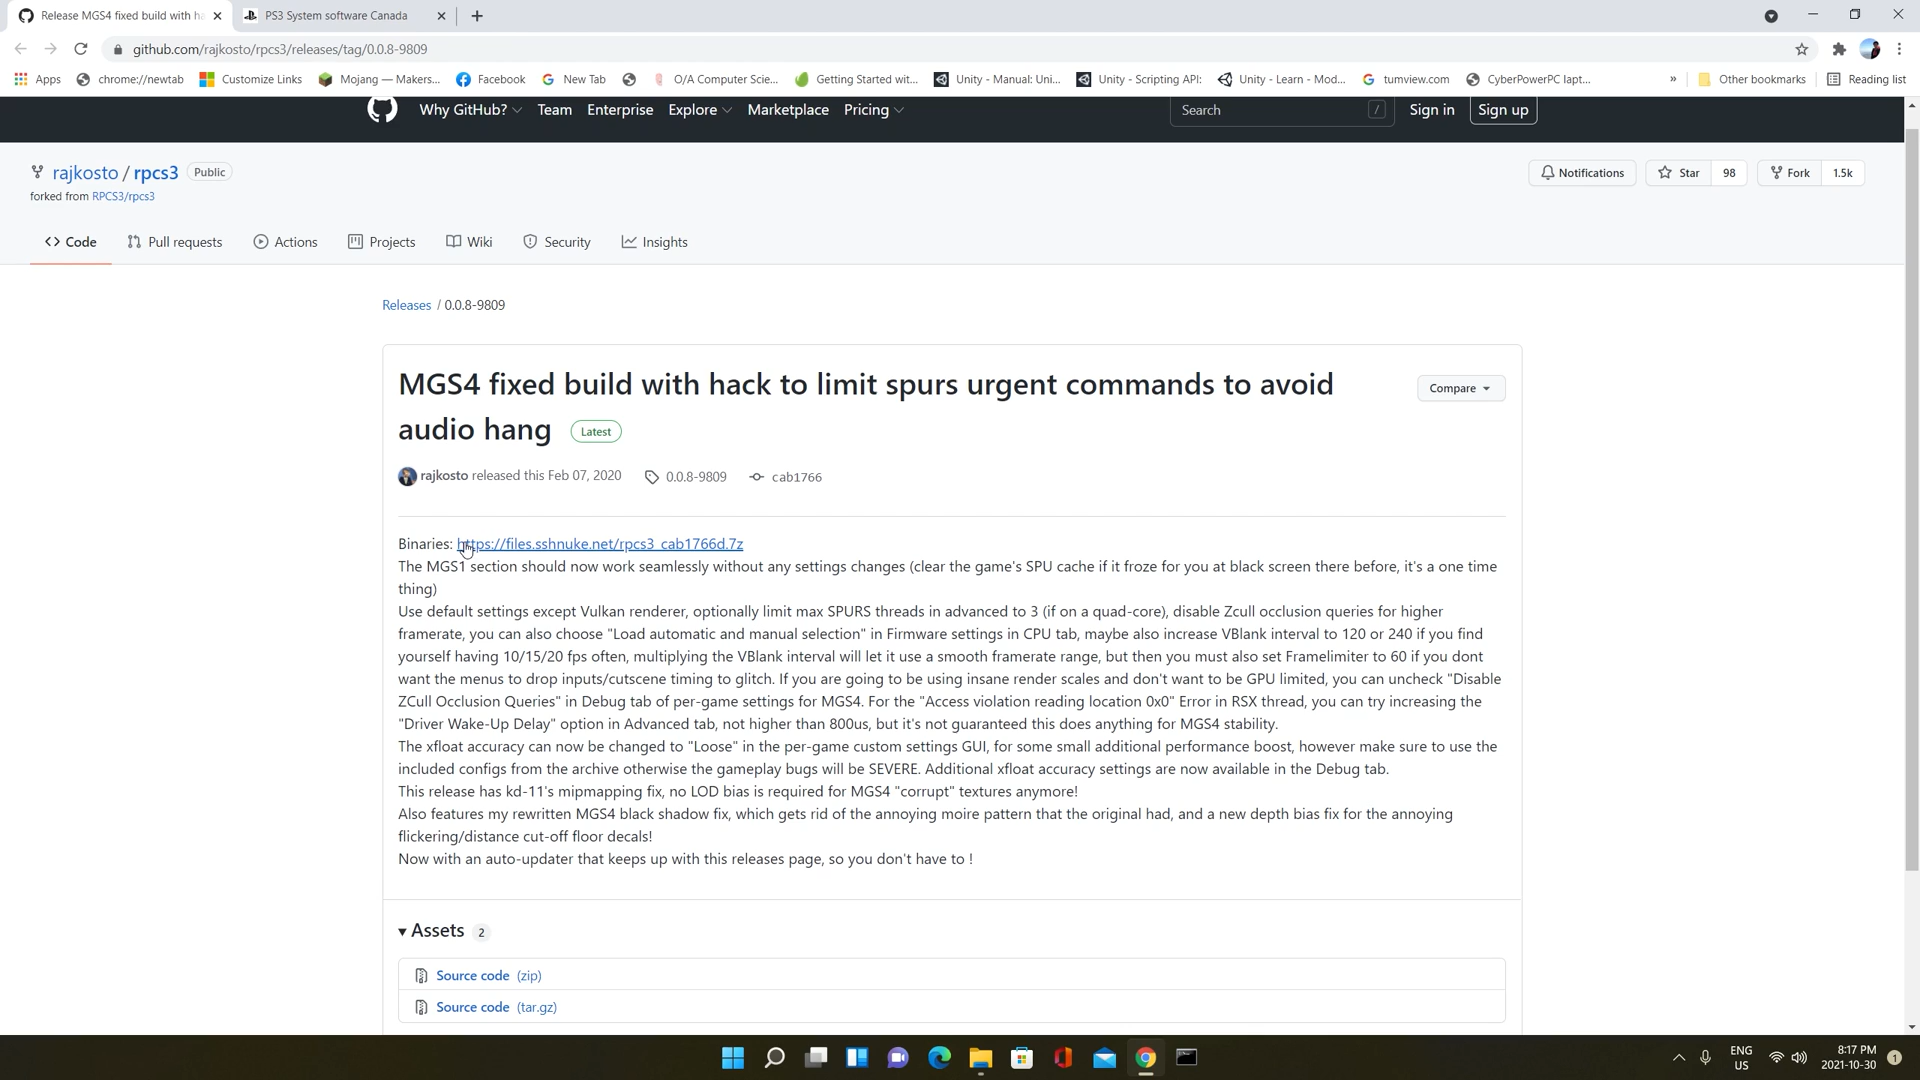 Release MGS4 fixed build with ha
PS3 System software Canada
github.com/rajkosto/rpcs3/releases/tag/0.0.8-9809
Apps
chrome://newtab
Customize Links
Mojang — Makers...
Facebook
New Tab
O/A Computer Scie...
Getting Started wit...
Unity - Manual: Uni...
Unity - Scripting API:
Unity - Learn - Mod...
tumview.com
CyberPowerPC lapt...
»
Other bookmarks
Reading list
Why GitHub?
Team
Enterprise
Explore
Marketplace
Pricing
Search
/
Sign in
Sign up
rajkosto / rpcs3
Public
Notifications
Star
98
Fork
1.5k
forked from RPCS3/rpcs3
<> Code
Pull requests
Actions
Projects
Wiki
Security
Insights
Releases / 0.0.8-9809
MGS4 fixed build with hack to limit spurs urgent commands to avoid
audio hang
Latest
Compare
rajkosto released this Feb 07, 2020
0.0.8-9809
cab1766
Binaries: https://files.sshnuke.net/rpcs3_cab1766d.7z
The MGS1 section should now work seamlessly without any settings changes (clear the game's SPU cache if it froze for you at black screen there before, it's a one time
thing)
Use default settings except Vulkan renderer, optionally limit max SPURS threads in advanced to 3 (if on a quad-core), disable Zcull occlusion queries for higher
framerate, you can also choose "Load automatic and manual selection" in Firmware settings in CPU tab, maybe also increase VBlank interval to 120 or 240 if you find
yourself having 10/15/20 fps often, multiplying the VBlank interval will let it use a smooth framerate range, but then you must also set Framelimiter to 60 if you dont
want the menus to drop inputs/cutscene timing to glitch. If you are going to be using insane render scales and don't want to be GPU limited, you can uncheck "Disable
ZCull Occlusion Queries" in Debug tab of per-game settings for MGS4. For the "Access violation reading location 0x0" Error in RSX thread, you can try increasing the
"Driver Wake-Up Delay" option in Advanced tab, not higher than 800us, but it's not guaranteed this does anything for MGS4 stability.
The xfloat accuracy can now be changed to "Loose" in the per-game custom settings GUI, for some small additional performance boost, however make sure to use the
included configs from the archive otherwise the gameplay bugs will be SEVERE. Additional xfloat accuracy settings are now available in the Debug tab.
This release has kd-11's mipmapping fix, no LOD bias is required for MGS4 "corrupt" textures anymore!
Also features my rewritten MGS4 black shadow fix, which gets rid of the annoying moire pattern that the original had, and a new depth bias fix for the annoying
flickering/distance cut-off floor decals!
Now with an auto-updater that keeps up with this releases page, so you don't have to !
Assets 2
Source code (zip)
Source code (tar.gz)
ENG
US
8:17 PM
2021-10-30
1